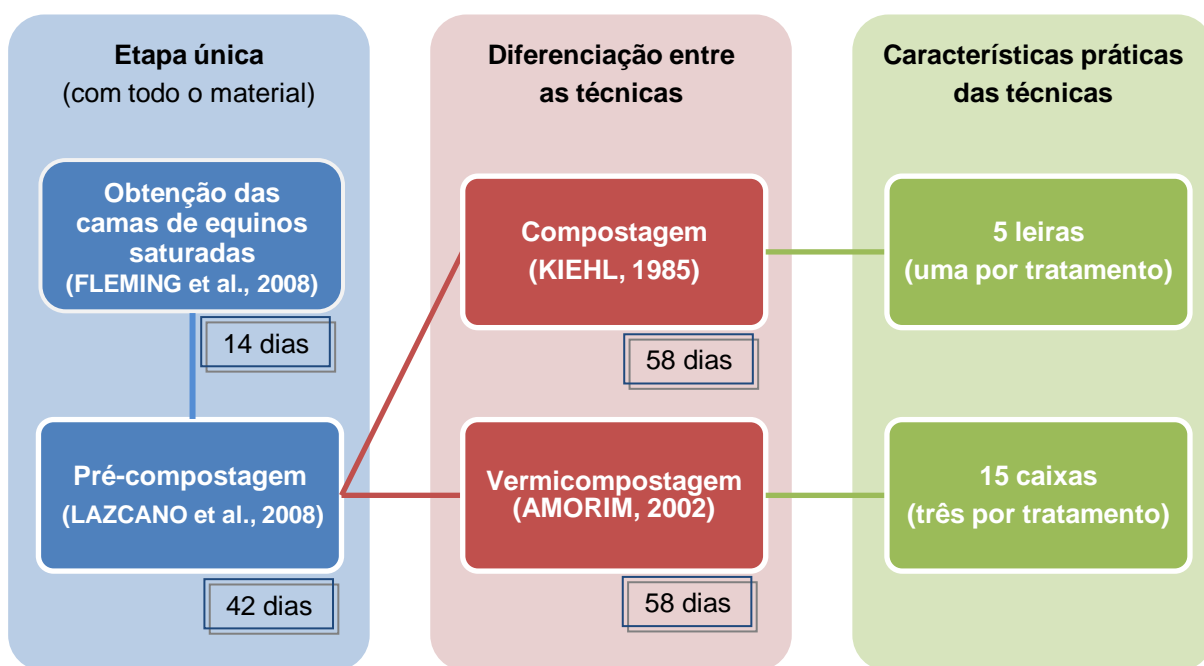 Etapa única
(com todo o material)
Obtenção das
camas de equinos
saturadas
(FLEMING et al., 2008)
14 dias
Pré-compostagem
(LAZCANO et al., 2008)
42 dias
Diferenciação entre
as técnicas
Compostagem
(KIEHL, 1985)
58 dias
Vermicompostagem
(AMORIM, 2002)
58 dias
Características práticas
das técnicas
5 leiras
(uma por tratamento)
15 caixas
(três por tratamento)